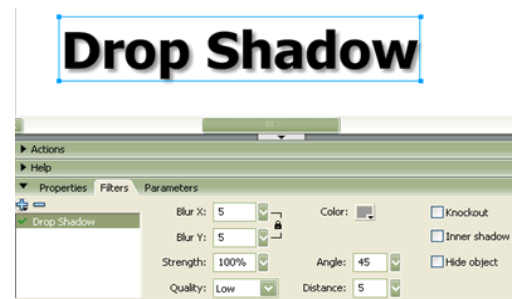 Drop Shadow
Actions
Help
Properties Filters Parameters
Drop Shadow
Blur X: 5 Color: Knockout
Blur Y: 5 Inner shadow
Strength: 100% Angle: 45 Hide object
Quality: Low Distance: 5